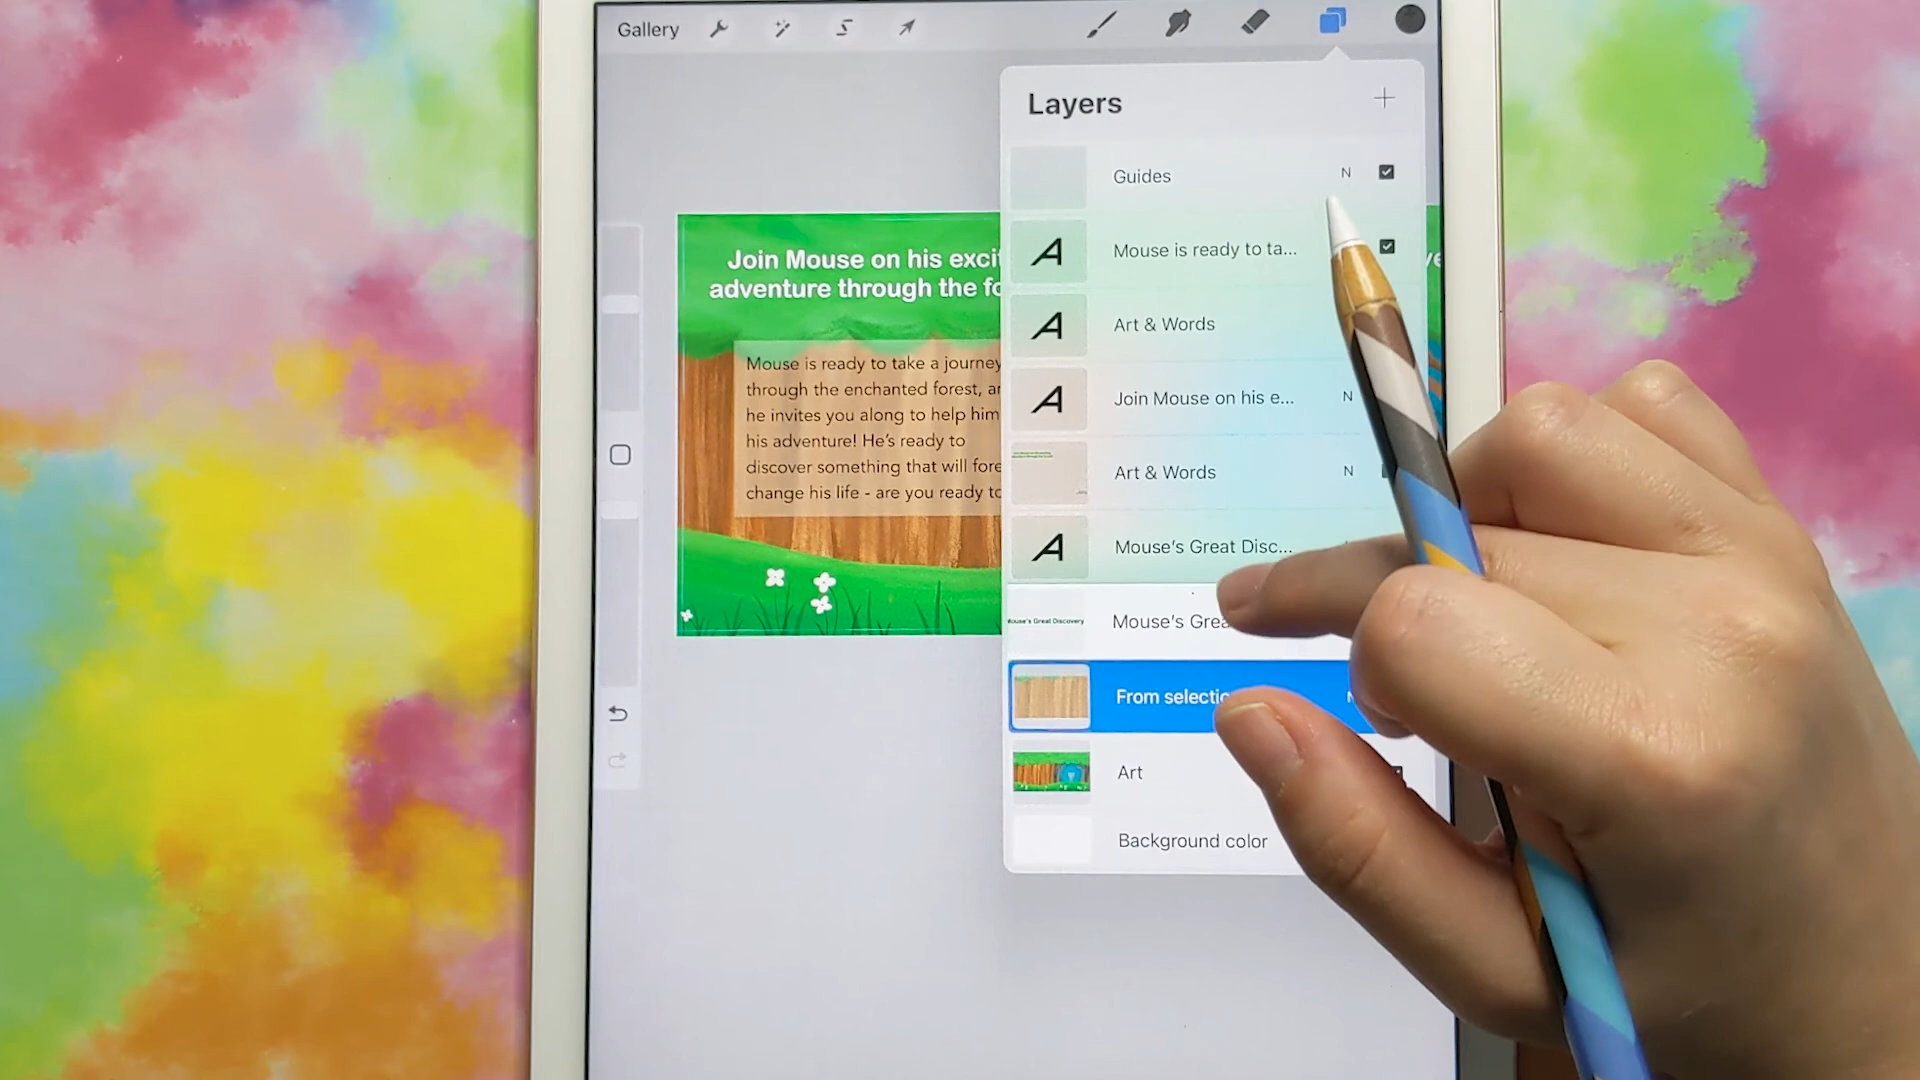 Gallery
Layers
Guides
N
Mouse is ready to ta...
Art & Words
Join Mouse on his e...
N
Art & Words
N
Mouse's Great Disc...
Mouse's Great Discovery
Mouse's Grea
From selectio
Art
Background color
Join Mouse on his excit
adventure through the fo
Mouse is ready to take a journey
through the enchanted forest, an
he invites you along to help him
his adventure! He's ready to
discover something that will fore
change his life - are you ready to